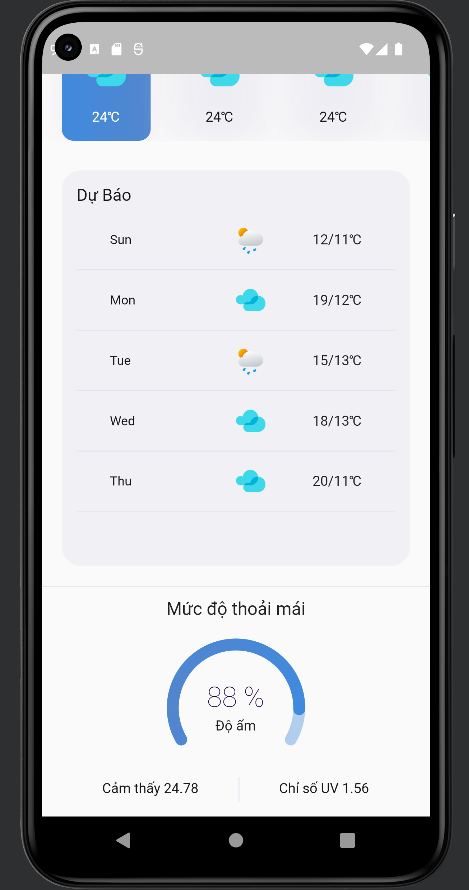 24℃ 24℃ 24℃
Dự Báo
Sun 12/11℃
Mon 19/12℃
Tue 15/13℃
Wed 18/13℃
Thu 20/11℃
Mức độ thoải mái
88 %
Độ ẩm
Cảm thấy 24.78 Chỉ số UV 1.56